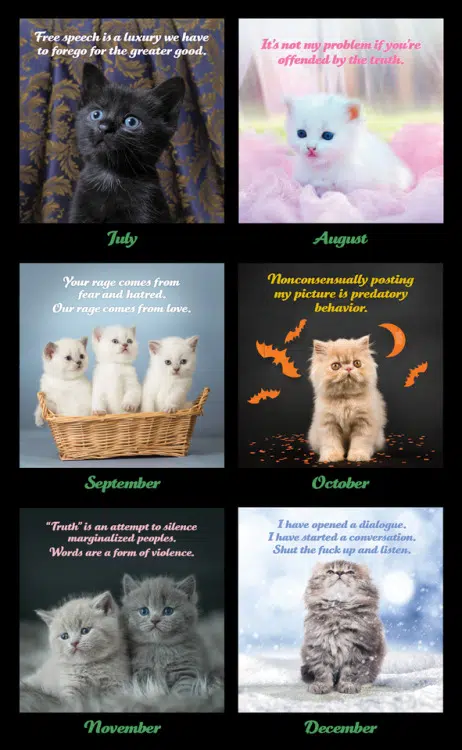 Free speech is a luxury we have
to forego for the greater good.
July
It's not my problem if you're
offended by the truth.
August
Your rage comes from
fear and hatred.
Our rage comes from love.
September
Nonconsensually posting
my picture is predatory
behavior.
October
"Truth" is an attempt to silence
marginalized peoples.
Words are a form of violence.
November
I have opened a dialogue.
I have started a conversation.
Shut the fuck up and listen.
December